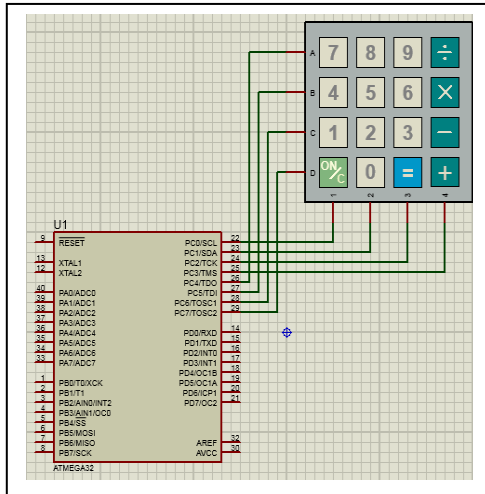 A 7 8 9 ÷
B 4 5 6 ×
C 1 2 3 −
D ON/C 0 = +
1 2 3 4
U1
9 RESET
13 XTAL1
12 XTAL2
40 PA0/ADC0
39 PA1/ADC1
38 PA2/ADC2
37 PA3/ADC3
36 PA4/ADC4
35 PA5/ADC5
34 PA6/ADC6
33 PA7/ADC7
1 PB0/T0/XCK
2 PB1/T1
3 PB2/AIN0/INT2
4 PB3/AIN1/OC0
5 PB4/SS
6 PB5/MOSI
7 PB6/MISO
8 PB7/SCK
PC0/SCL 22
PC1/SDA 23
PC2/TCK 24
PC3/TMS 25
PC4/TDO 26
PC5/TDI 27
PC6/TOSC1 28
PC7/TOSC2 29
PD0/RXD 14
PD1/TXD 15
PD2/INT0 16
PD3/INT1 17
PD4/OC1B 18
PD5/OC1A 19
PD6/ICP1 20
PD7/OC2 21
AREF 32
AVCC 30
ATMEGA32